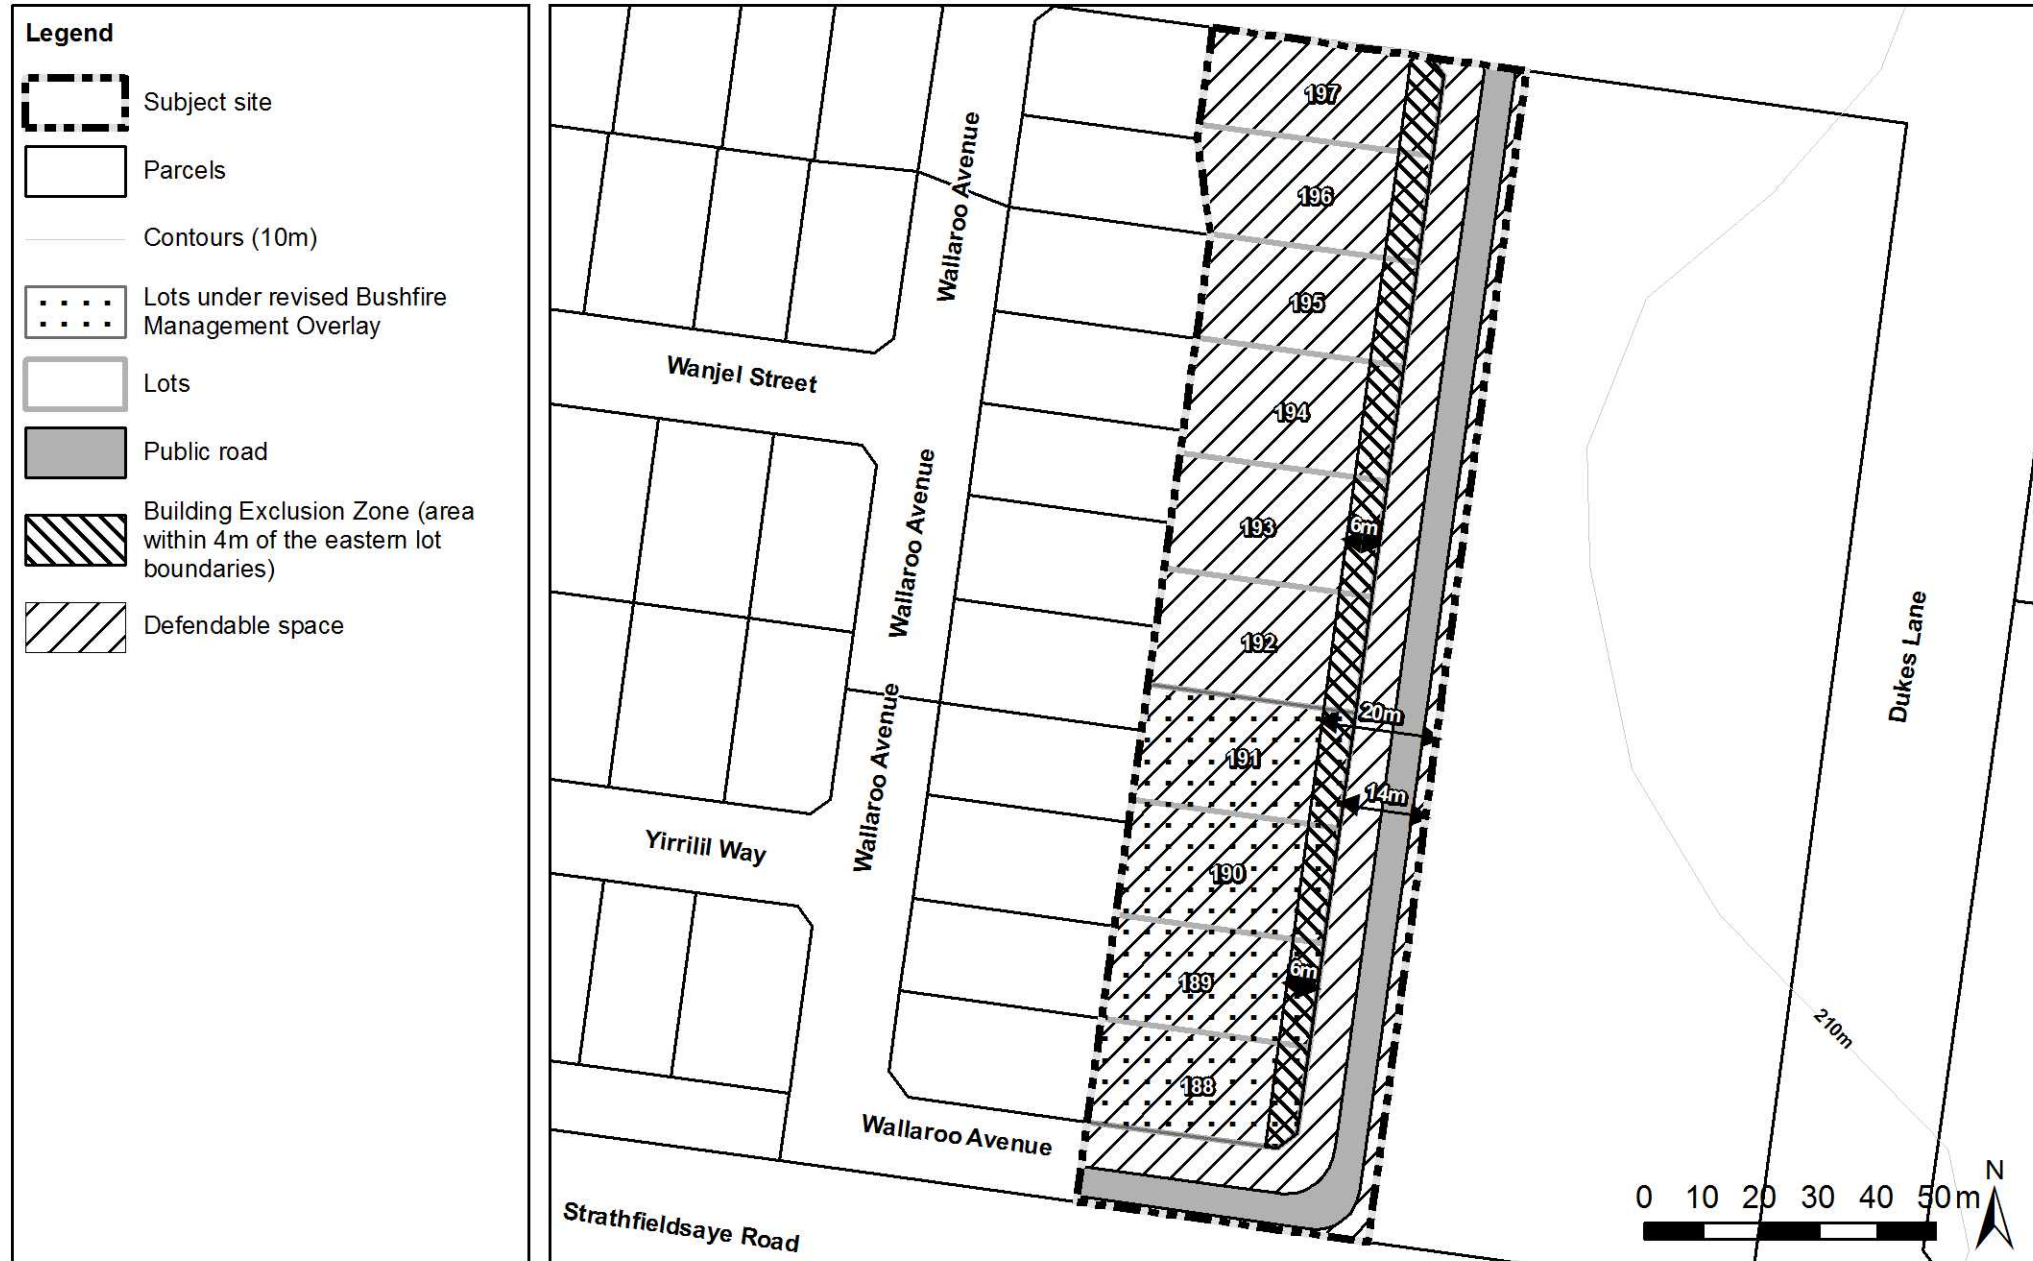 Legend
Subject site
Parcels
Contours (10m)
Lots under revised Bushfire
Management Overlay
Lots
Public road
Building Exclusion Zone (area
within 4m of the eastern lot
boundaries)
Defendable space
197
Wallaroo Avenue
196
195
Wanjel Street
194
Wallaroo Avenue
193
6m
192
Dukes Lane
Wallaroo Avenue
20m
191
14m
Yirrilil Way
190
6m
189
210m
188
Wallaroo Avenue
Strathfieldsaye Road
N
0 10 20 30 40 50m